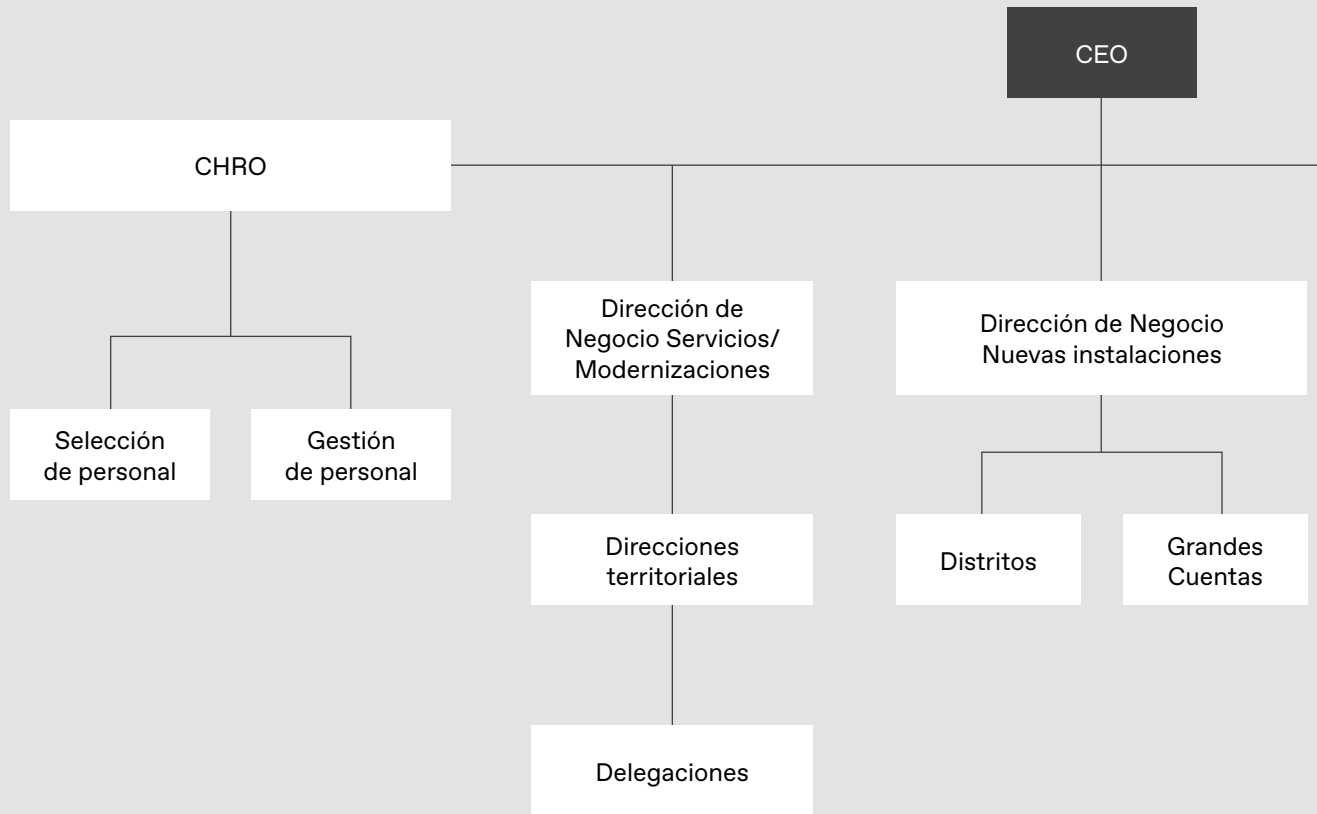 CEO
CHRO
Dirección de
Negocio Servicios/
Modernizaciones
Dirección de Negocio
Nuevas instalaciones
Selección
de personal
Gestión
de personal
Direcciones
territoriales
Distritos
Grandes
Cuentas
Delegaciones